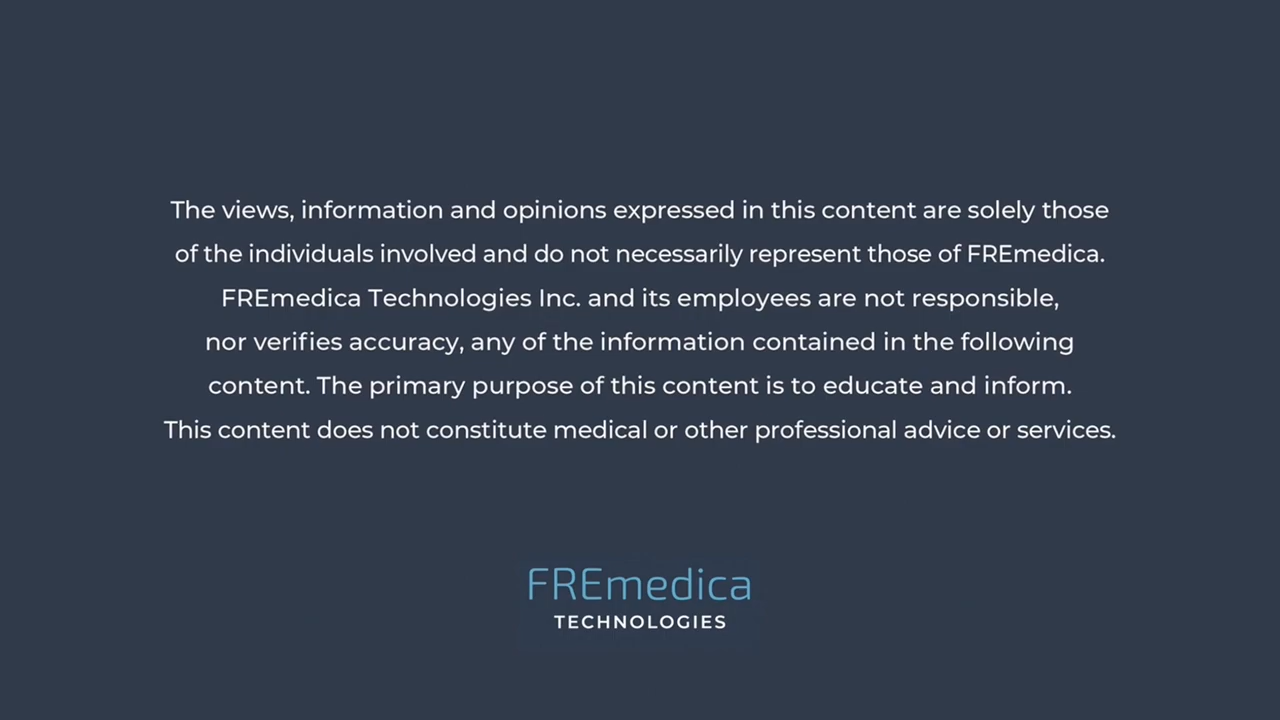 The views, information and opinions expressed in this content are solely those
of the individuals involved and do not necessarily represent those of FREmedica.
FREmedica Technologies Inc. and its employees are not responsible,
nor verifies accuracy, any of the information contained in the following
content. The primary purpose of this content is to educate and inform.
This content does not constitute medical or other professional advice or services.
FREmedica
TECHNOLOGIES